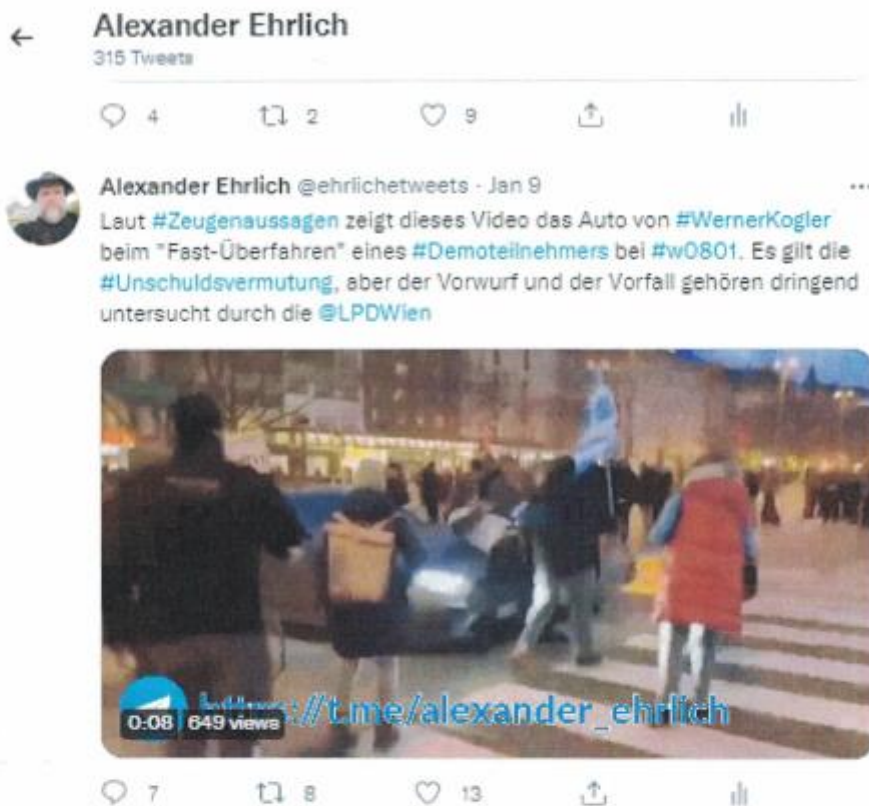 Alexander Ehrlich
315 Tweets
4 2 9
Alexander Ehrlich @ehrlichetweets · Jan 9 ...
Laut #Zeugenaussagen zeigt dieses Video das Auto von #WernerKogler
beim "Fast-Überfahren" eines #Demoteilnehmers bei #w0801. Es gilt die
#Unschuldsvermutung, aber der Vorwurf und der Vorfall gehören dringend
untersucht durch die @LPDWien
https://t.me/alexander_ehrlich
0:08 649 views
7 8 13